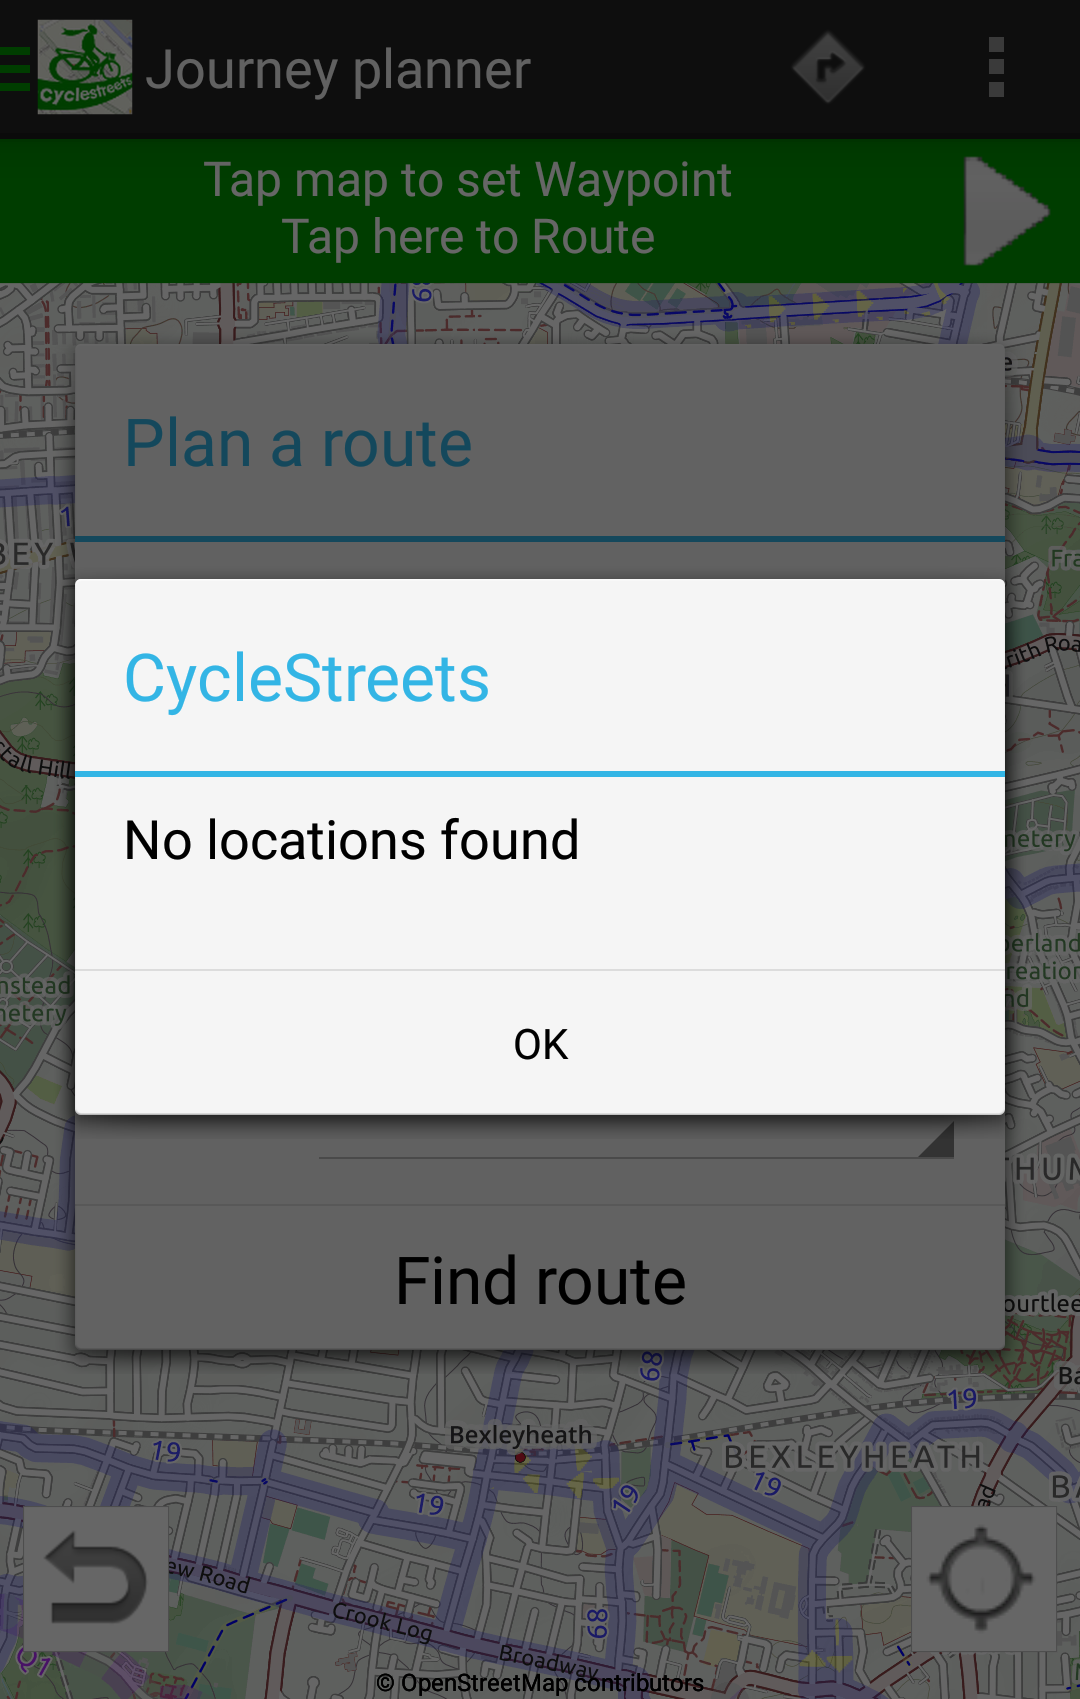 Cyclestreets
Journey planner
Tap map to set Waypoint
Tap here to Route
Plan a route
CycleStreets
No locations found
OK
Find route
Bexleyheath
BEXLEYHEATH
68
19
19
19
19
19
68
Crook Log
Broadway
© OpenStreetMap contributors